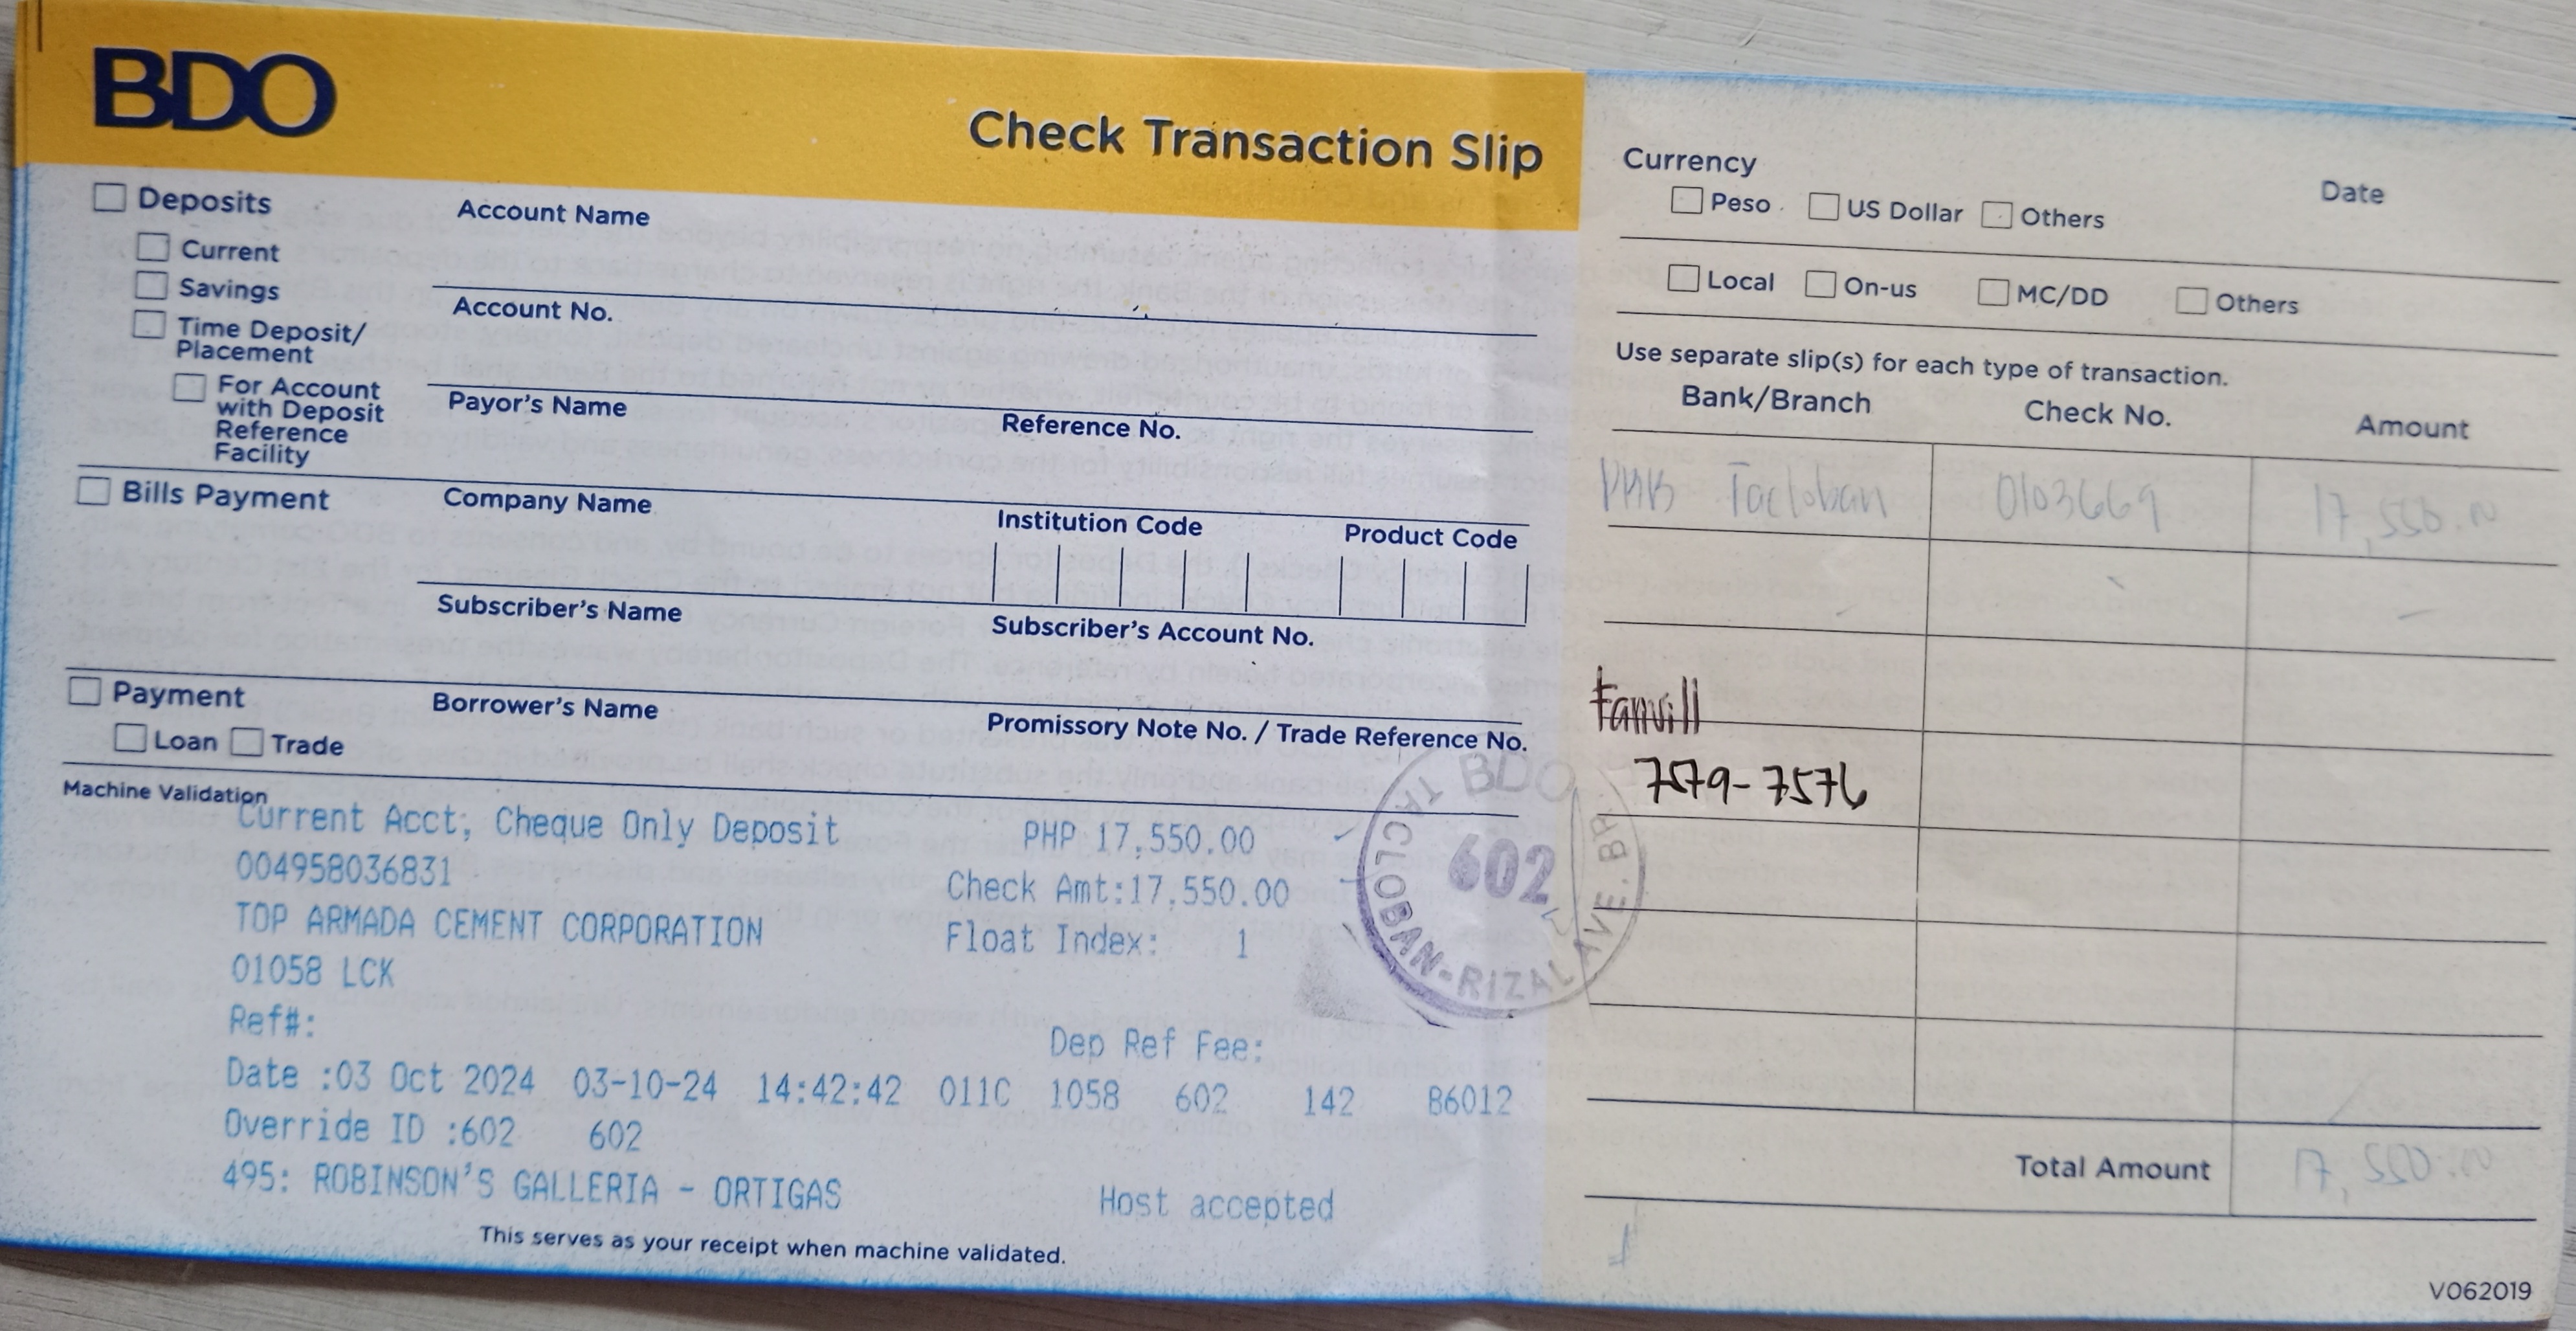 BDO
Check Transaction Slip
Deposits
Current
Savings
Time Deposit/
Placement
For Account
with Deposit
Reference
Facility
Account Name
Account No.
Payor's Name Reference No.
Bills Payment
Company Name Institution Code Product Code
Subscriber's Name Subscriber's Account No.
Payment
Loan Trade
Borrower's Name Promissory Note No. / Trade Reference No.
Machine Validation
Current Acct, Cheque Only Deposit PHP 17,550.00
004958036831 Check Amt:17,550.00
TOP ARMADA CEMENT CORPORATION Float Index: 1
01058 LCK
Ref#:
Dep Ref Fee:
Date :03 Oct 2024 03-10-24 14:42:42 011C 1058 602 142 B6012
Override ID :602 602
495: ROBINSON'S GALLERIA - ORTIGAS Host accepted
This serves as your receipt when machine validated.
BDO
602
TACLOBAN-RIZAL AVE. BR
Currency Date
Peso US Dollar Others
Local On-us MC/DD Others
Use separate slip(s) for each type of transaction.
Bank/Branch Check No. Amount
Tacloban 0103669 17,550.00
7579-7576
Total Amount 17,550.00
V062019